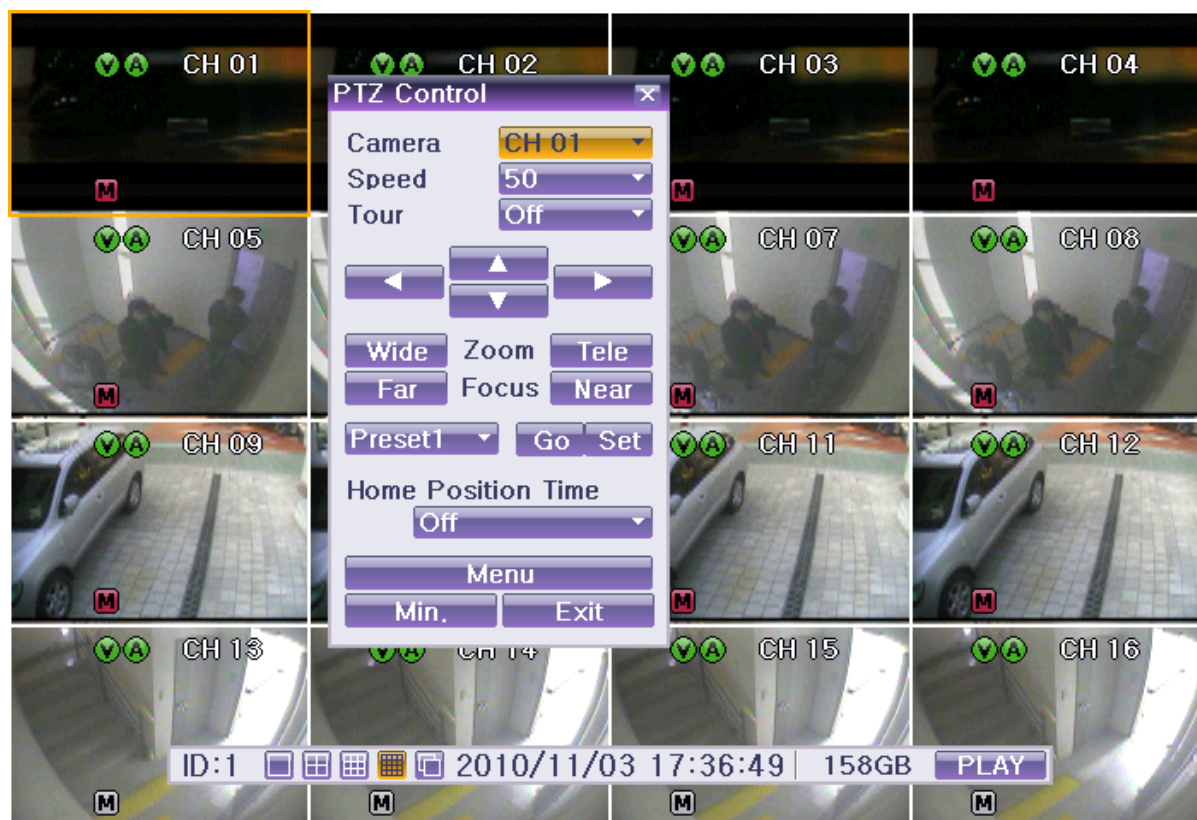 V A CH 01 V A CH 02 V A CH 03 V A CH 04
PTZ Control
Camera CH 01
Speed 50
M M M
Tour Off
V A CH 05 V A CH 07 V A CH 08
Wide Zoom Tele
Far Focus Near
M M M
Preset1 Go Set
V A CH 09 V A CH 11 V A CH 12
Home Position Time
Off
Menu
M M M
Min. Exit
V A CH 13 V A CH 14 V A CH 15 V A CH 16
ID:1 2010/11/03 17:36:49 158GB PLAY
M M M M